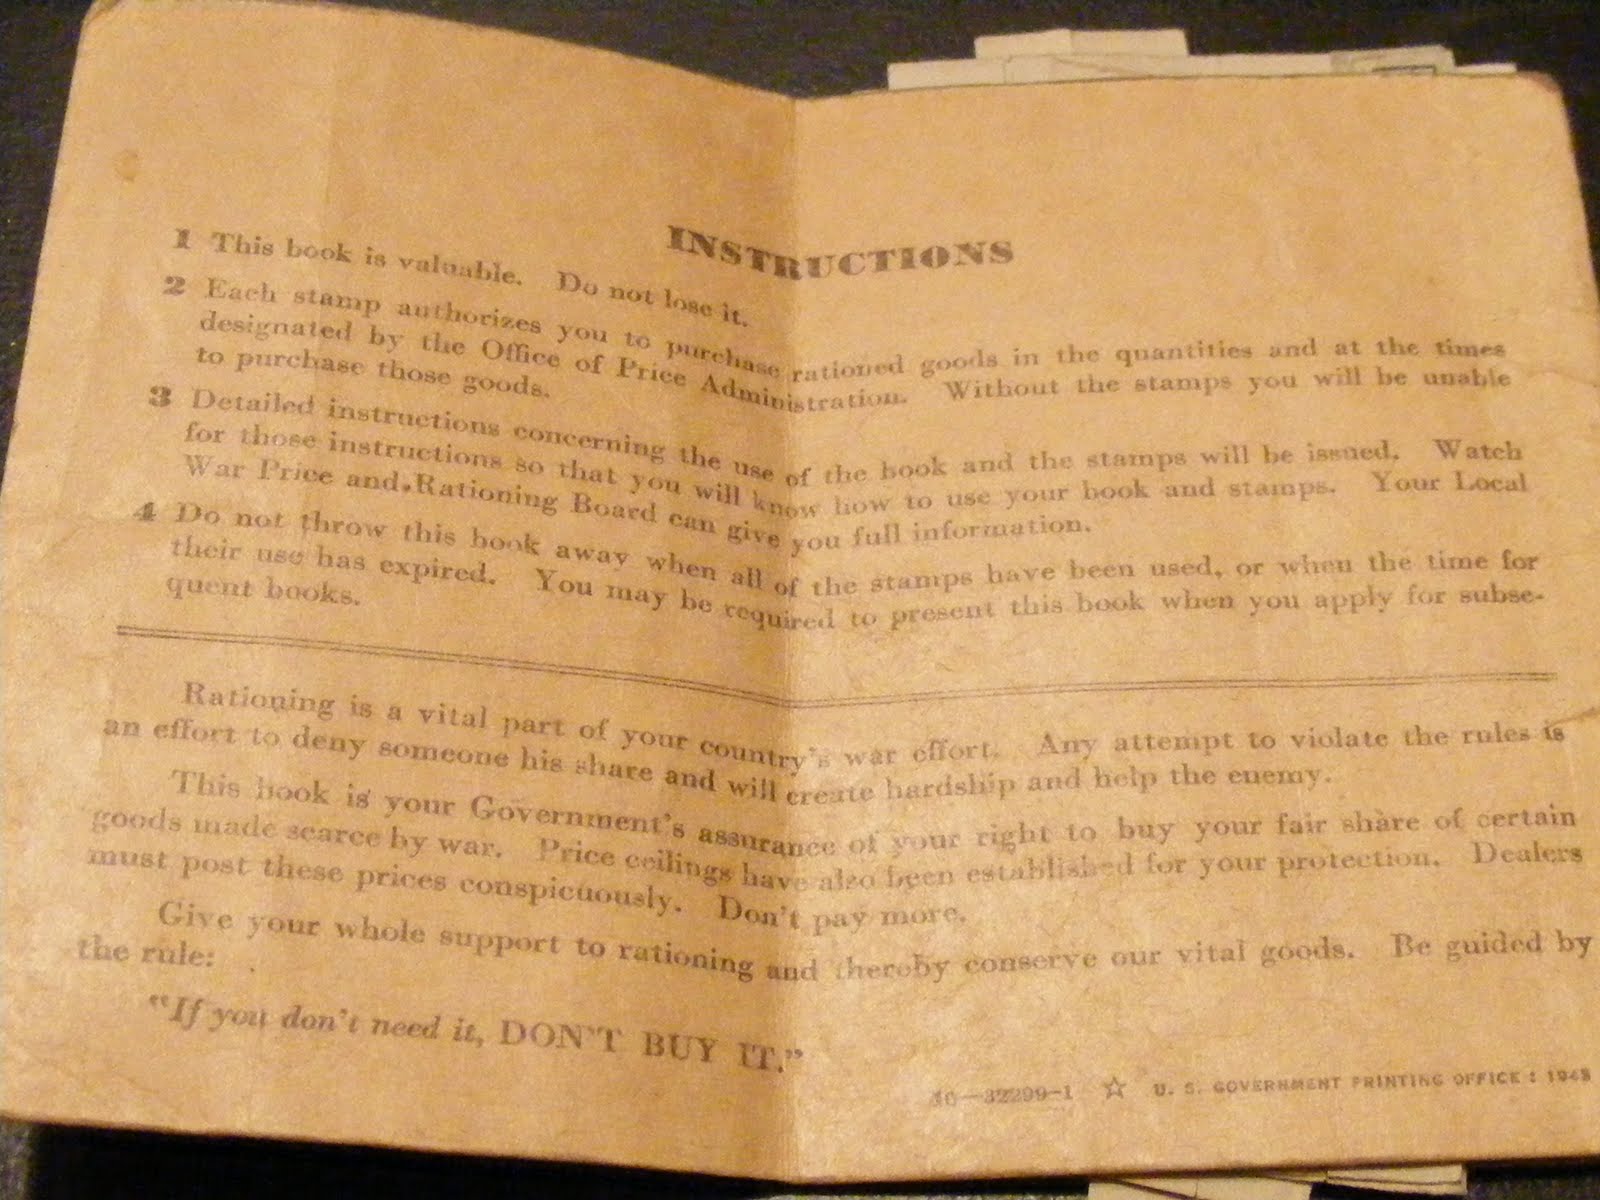 INSTRUCTIONS
1 This book is valuable. Do not lose it.
2 Each stamp authorizes you to purchase rationed goods in the quantities and at the times
designated by the Office of Price Administration. Without the stamps you will be unable
to purchase those goods.
3 Detailed instructions concerning the use of the book and the stamps will be issued. Watch
for those instructions so that you will know how to use your book and stamps. Your Local
War Price and Rationing Board can give you full information.
4 Do not throw this book away when all of the stamps have been used, or when the time for
their use has expired. You may be required to present this book when you apply for subse-
quent books.
Rationing is a vital part of your country's war effort. Any attempt to violate the rules is
an effort to deny someone his share and will create hardship and help the enemy.
This book is your Government's assurance of your right to buy your fair share of certain
goods made scarce by war. Price ceilings have also been established for your protection. Dealers
must post these prices conspicuously. Don't pay more.
Give your whole support to rationing and thereby conserve our vital goods. Be guided by
the rule:
"If you don't need it, DON'T BUY IT."
☆ U. S. GOVERNMENT PRINTING OFFICE :